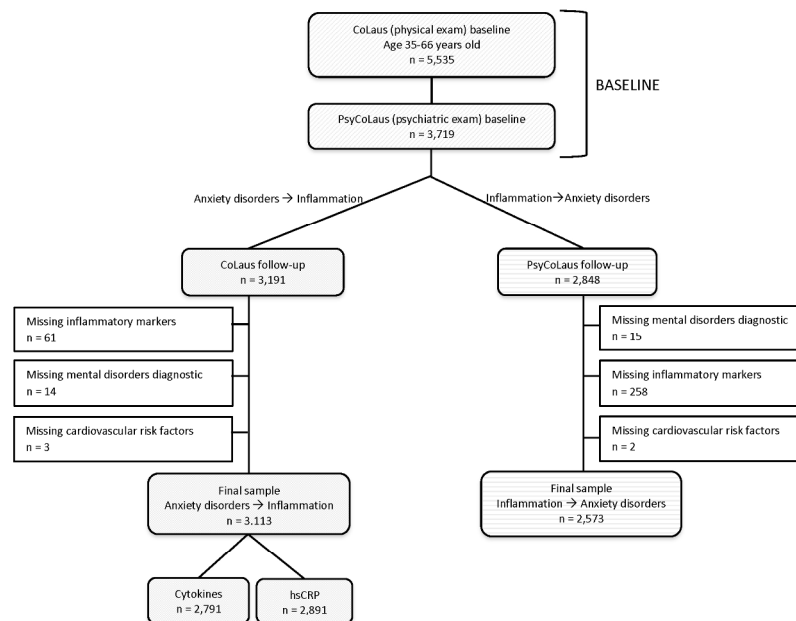 CoLaus (physical exam) baseline
Age 35-66 years old
n = 5,535
BASELINE
PsyCoLaus (psychiatric exam) baseline
n = 3,719
Anxiety disorders → Inflammation
Inflammation→Anxiety disorders
CoLaus follow-up
n = 3,191
PsyCoLaus follow-up
n = 2,848
Missing inflammatory markers
n = 61
Missing mental disorders diagnostic
n = 15
Missing mental disorders diagnostic
n = 14
Missing inflammatory markers
n = 258
Missing cardiovascular risk factors
n = 3
Missing cardiovascular risk factors
n = 2
Final sample
Anxiety disorders → Inflammation
n = 3.113
Final sample
Inflammation → Anxiety disorders
n = 2,573
Cytokines
n = 2,791
hsCRP
n = 2,891